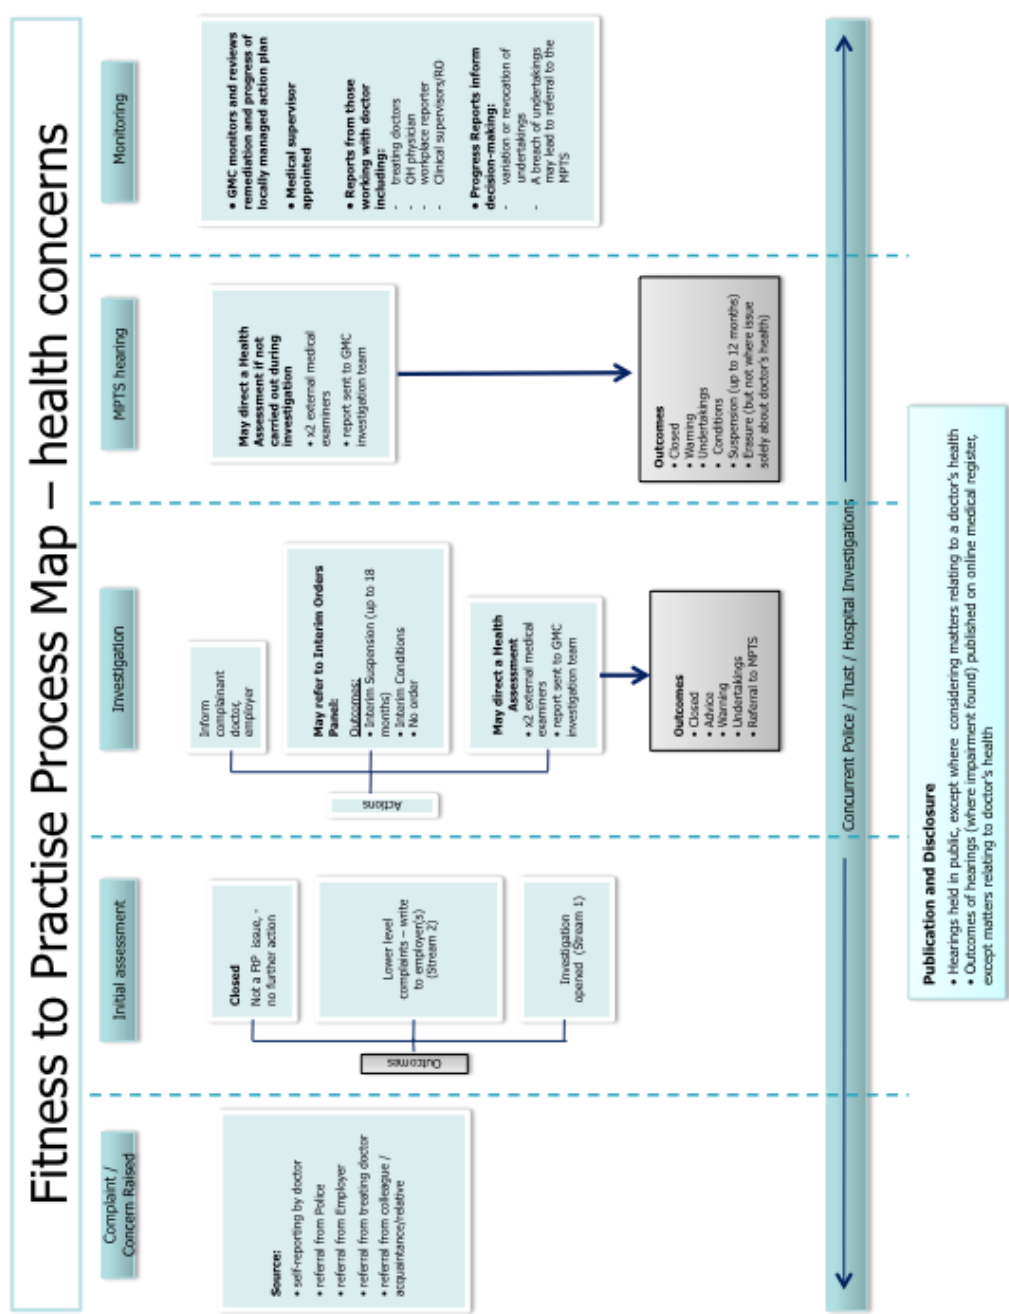 Fitness to Practise Process Map – health concerns
Complaint /
Concern Raised
Source:
• self-reporting by doctor
• referral from Police
• referral from Employer
• referral from treating doctor
• referral from colleague /
acquaintance/relative
Initial assessment
Outcomes
Closed
Not a FtP issue, -
no further action
Lower level
complaints – write
to employer(s)
(Stream 2)
Investigation
opened (Stream 1)
Investigation
Actions
Inform
complainant
doctor,
employer
May refer to Interim Orders
Panel:
Outcomes:
• Interim Suspension (up to 18
months)
• Interim Conditions
• No order
May direct a Health
Assessment
• x2 external medical
examiners
• report sent to GMC
investigation team
Outcomes
• Closed
• Advice
• Warning
• Undertakings
• Referral to MPTS
MPTS hearing
May direct a Health
Assessment if not
carried out during
investigation
• x2 external medical
examiners
• report sent to GMC
investigation team
Outcomes
• Closed
• Warning
• Undertakings
• Conditions
• Suspension (up to 12 months)
• Erasure (but not where issue
solely about doctor's health)
Monitoring
• GMC monitors and reviews
remediation and progress of
locally managed action plan
• Medical supervisor
appointed
• Reports from those
working with doctor
including:
- treating doctors
- OH physician
- workplace reporter
- Clinical supervisors/RO
• Progress Reports inform
decision-making:
- variation or revocation of
undertakings
- A breach of undertakings
may lead to referral to the
MPTS
Concurrent Police / Trust / Hospital Investigations
Publication and Disclosure
• Hearings held in public, except where considering matters relating to a doctor's health
• Outcomes of hearings (where impairment found) published on online medical register,
except matters relating to doctor's health